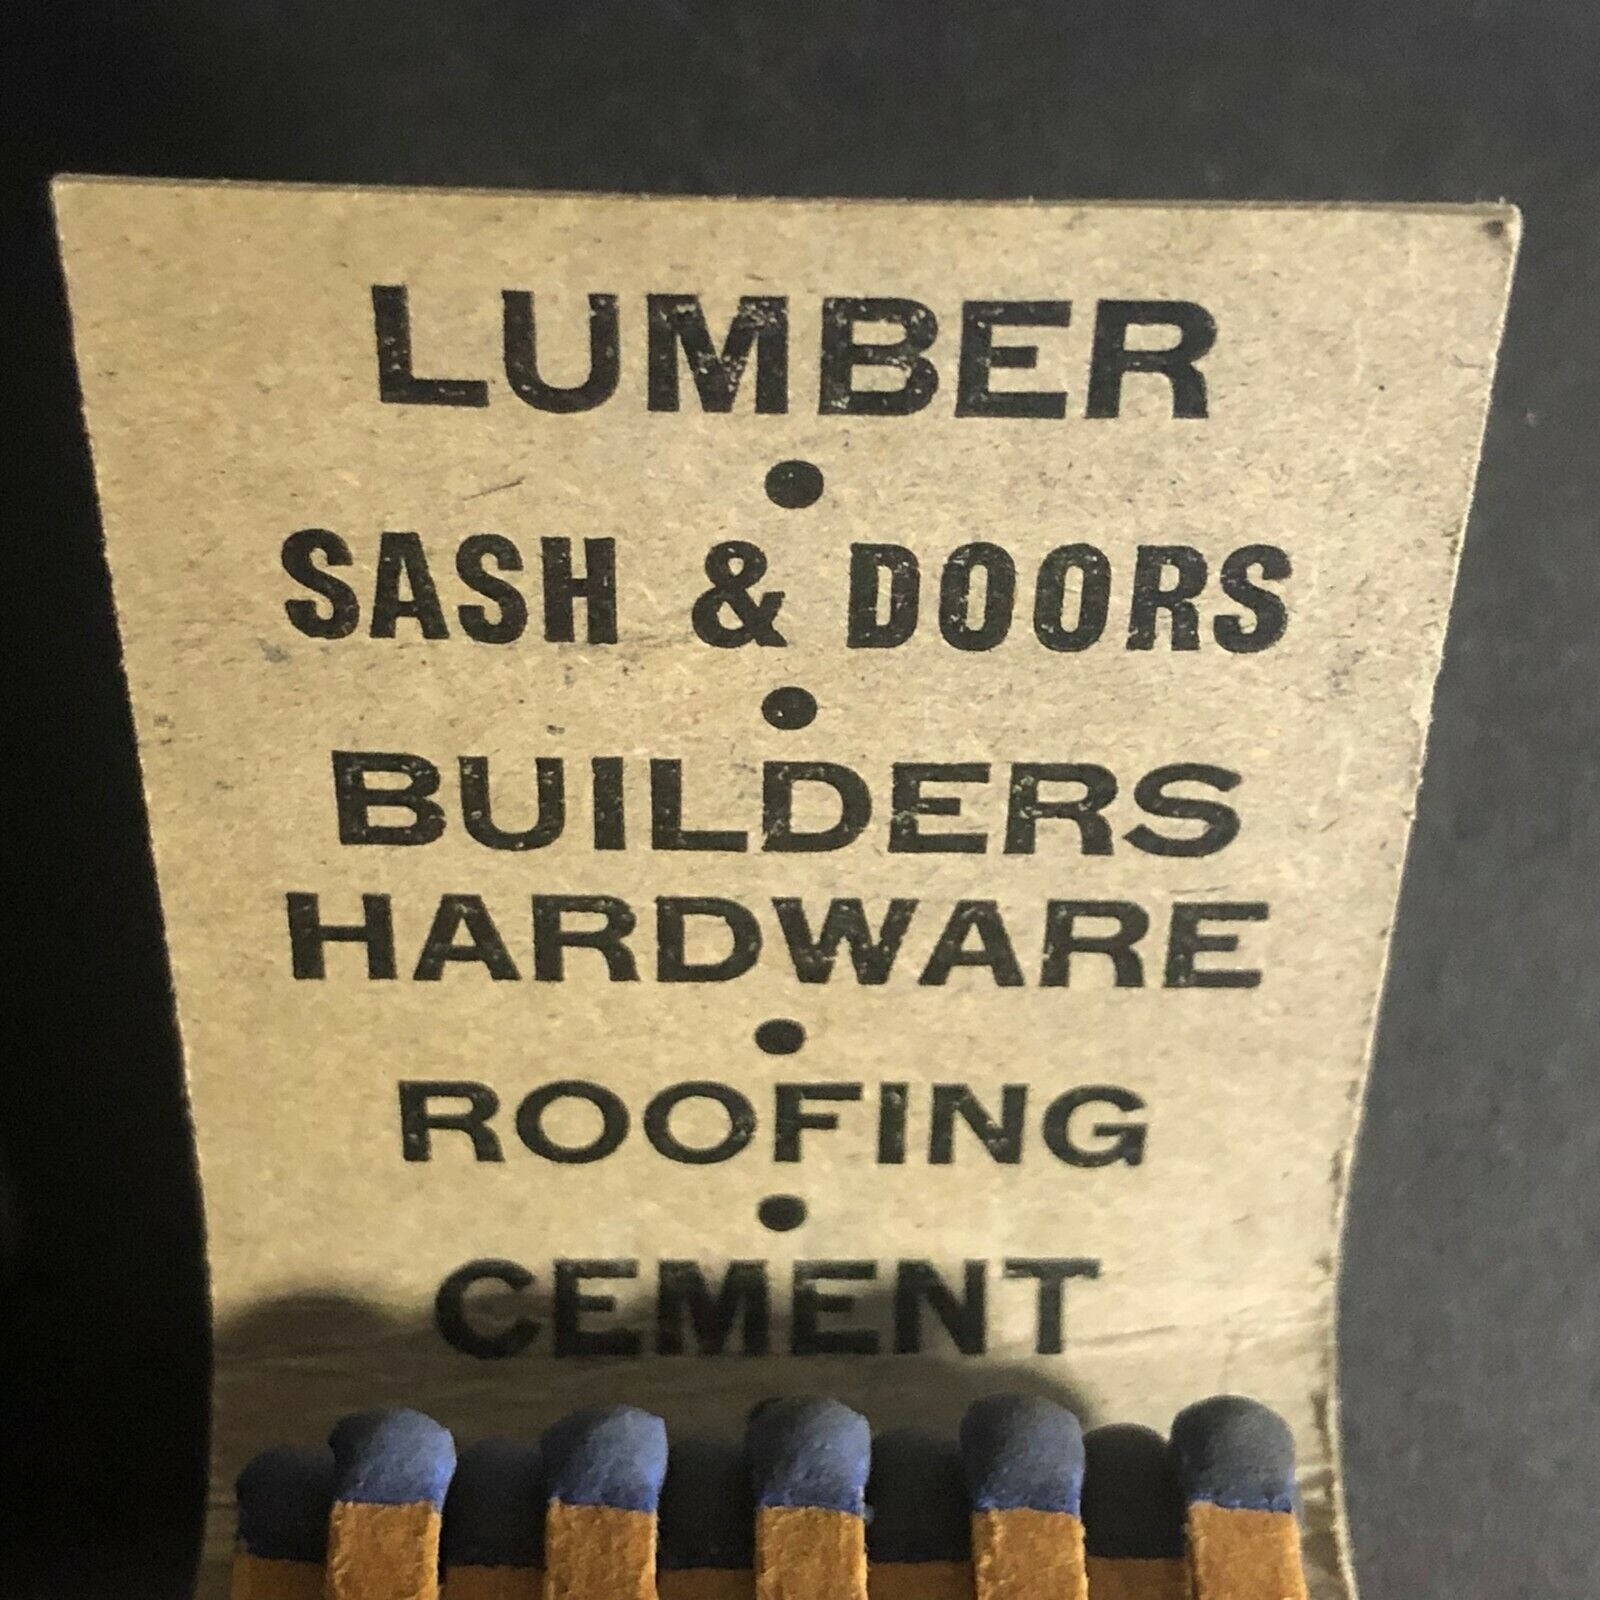 LUMBER
•
SASH & DOORS
•
BUILDERS
HARDWARE
•
ROOFING
•
CEMENT